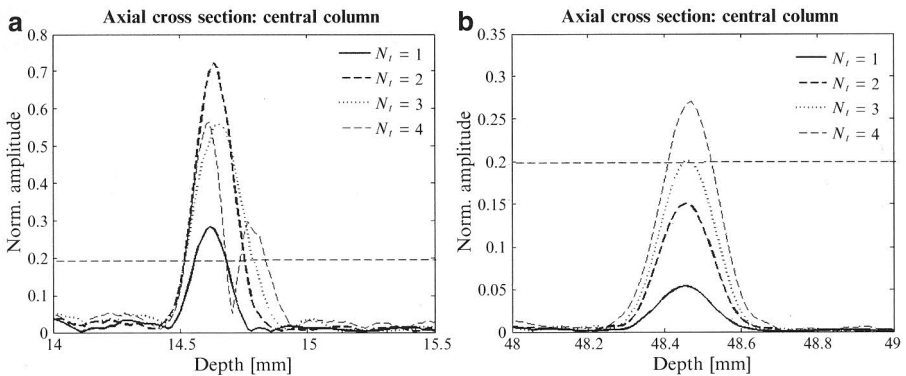 a
Axial cross section: central column
0.8
0.7
0.6
0.5
0.4
0.3
0.2
0.1
0
Norm. amplitude
N_t = 1
N_t = 2
N_t = 3
N_t = 4
14
14.5
15
15.5
Depth [mm]
b
Axial cross section: central column
0.35
0.3
0.25
0.2
0.15
0.1
0.05
0
Norm. amplitude
N_t = 1
N_t = 2
N_t = 3
N_t = 4
48
48.2
48.4
48.6
48.8
49
Depth [mm]